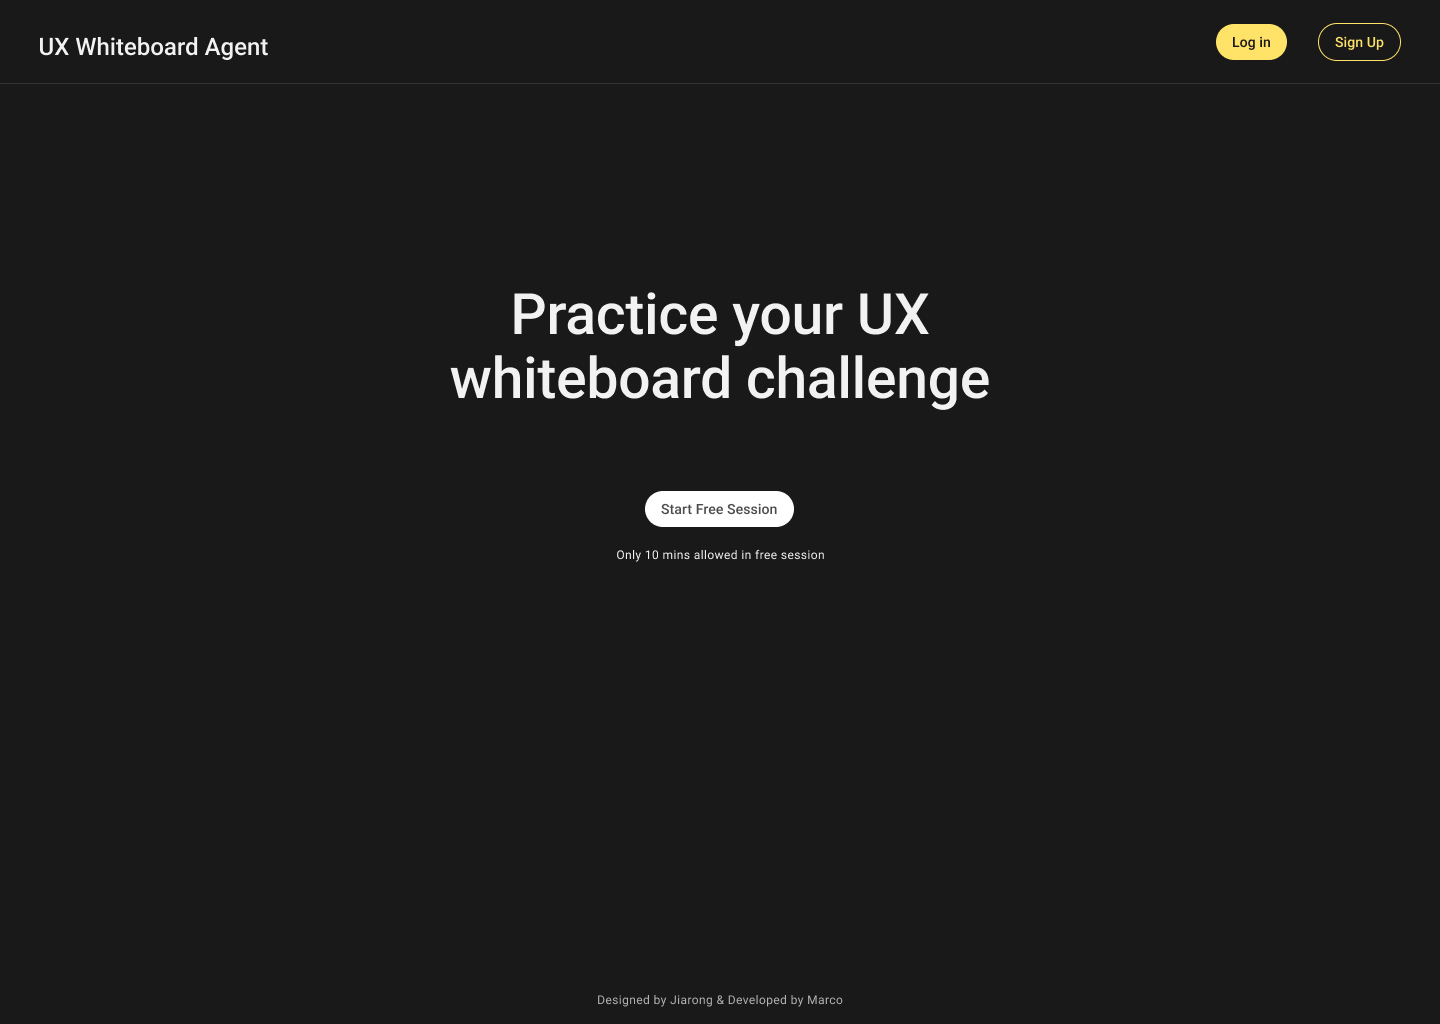 UX Whiteboard Agent
Log in
Sign Up
Practice your UX
whiteboard challenge
Start Free Session
Only 10 mins allowed in free session
Designed by Jiarong & Developed by Marco